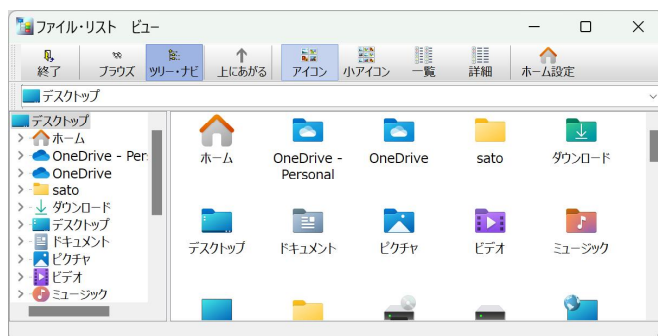 ファイル・リスト ビュー
終了 ブラウズ ツリー・ナビ 上にあがる アイコン 小アイコン 一覧 詳細 ホーム設定
デスクトップ
デスクトップ
ホーム
OneDrive - Per
OneDrive
sato
ダウンロード
デスクトップ
ドキュメント
ピクチャ
ビデオ
ミュージック
ホーム OneDrive - Personal OneDrive sato ダウンロード
デスクトップ ドキュメント ピクチャ ビデオ ミュージック